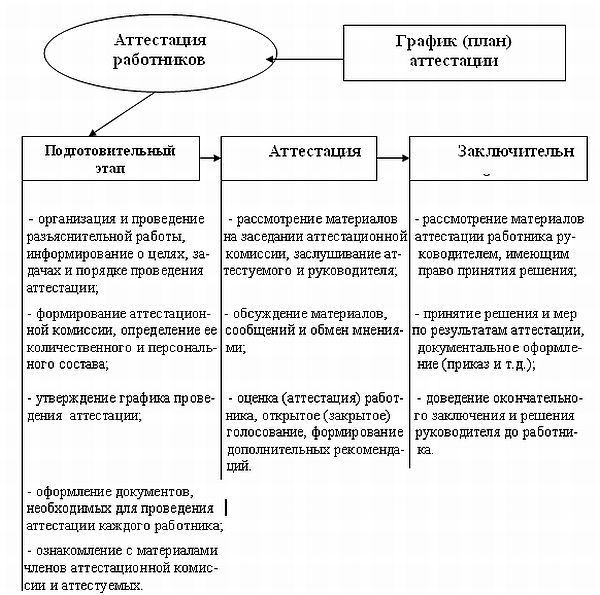 Аттестация
работников
График (план)
аттестации
Подготовительный
этап
Аттестация
Заключительн
- организация и проведение
разъяснительной работы,
информирование о целях, за-
дачах и порядке проведения
аттестации;
- формирование аттестацион-
ной комиссии, определение ее
количественного и персональ-
ного состава;
- утверждение графика прове-
дения аттестации;
- оформление документов,
необходимых для проведения
аттестации каждого работника;
- ознакомление с материалами
членов аттестационной комис-
сии и аттестуемых.
- рассмотрение материалов
на заседании аттестационной
комиссии, заслушивание ат-
тестуемого и руководителя;
- обсуждение материалов,
сообщений и обмен мнения-
ми;
- оценка (аттестация) работ-
ника, открытое (закрытое)
голосование, формирование
дополнительных рекоменда-
ций.
- рассмотрение материалов
аттестации работника ру-
ководителем, имеющим
право принятия решения;
- принятие решения и мер
по результатам аттестации,
документальное оформле-
ние (приказ и т.д.);
- доведение окончательно-
го заключения и решения
руководителя до работни-
ка.